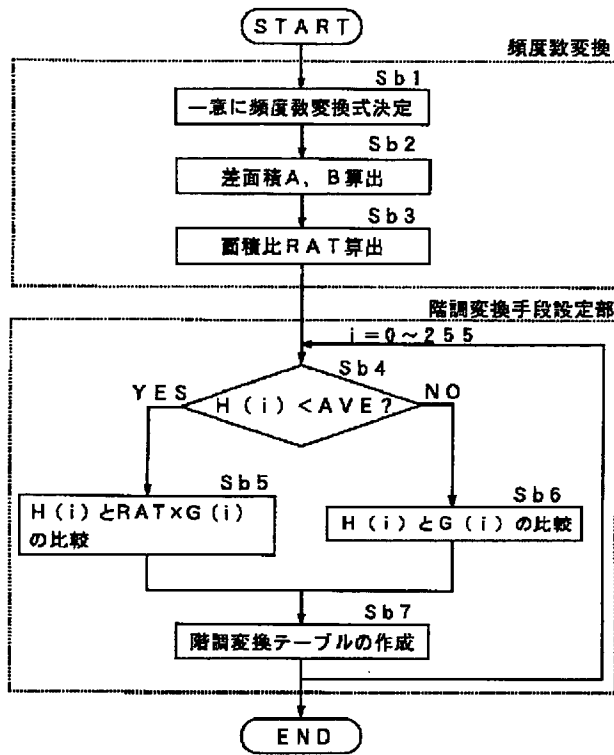 START
頻度数変換
Sb1
一意に頻度数変換式決定
Sb2
差面積A、B算出
Sb3
面積比RAT算出
階調変換手段設定部
i=0～255
Sb4
YES
NO
H(i)<AVE?
Sb5
H(i)とRAT×G(i)
の比較
Sb6
H(i)とG(i)の比較
Sb7
階調変換テーブルの作成
END